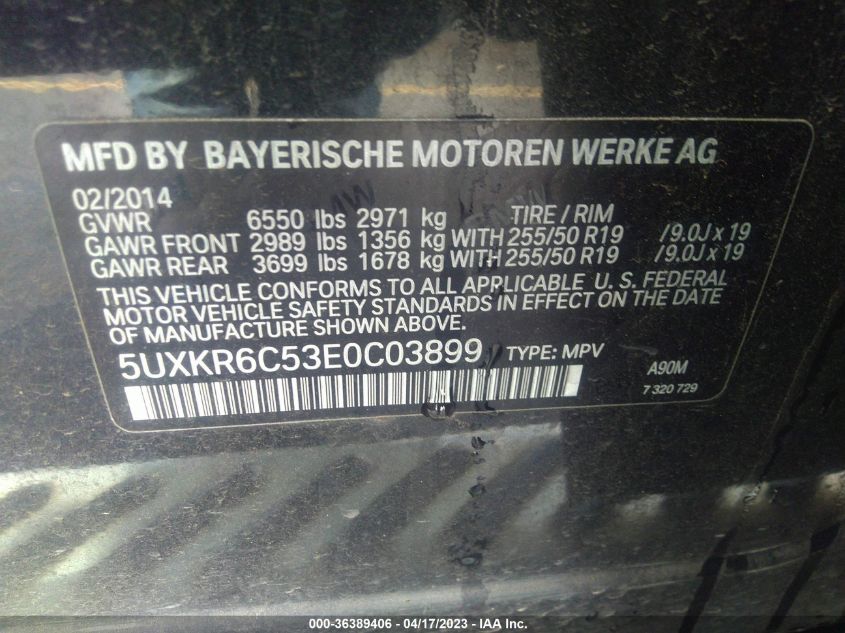 MFD BY BAYERISCHE MOTOREN WERKE AG
02/2014
GVWR 6550 lbs 2971 kg TIRE / RIM
GAWR FRONT 2989 lbs 1356 kg WITH 255/50 R19 /9.0J x 19
GAWR REAR 3699 lbs 1678 kg WITH 255/50 R19 /9.0J x 19
THIS VEHICLE CONFORMS TO ALL APPLICABLE U. S. FEDERAL
MOTOR VEHICLE SAFETY STANDARDS IN EFFECT ON THE DATE
OF MANUFACTURE SHOWN ABOVE.
5UXKR6C53E0C03899 TYPE: MPV
A90M
7 320 729
000-36389406 - 04/17/2023 - IAA Inc.